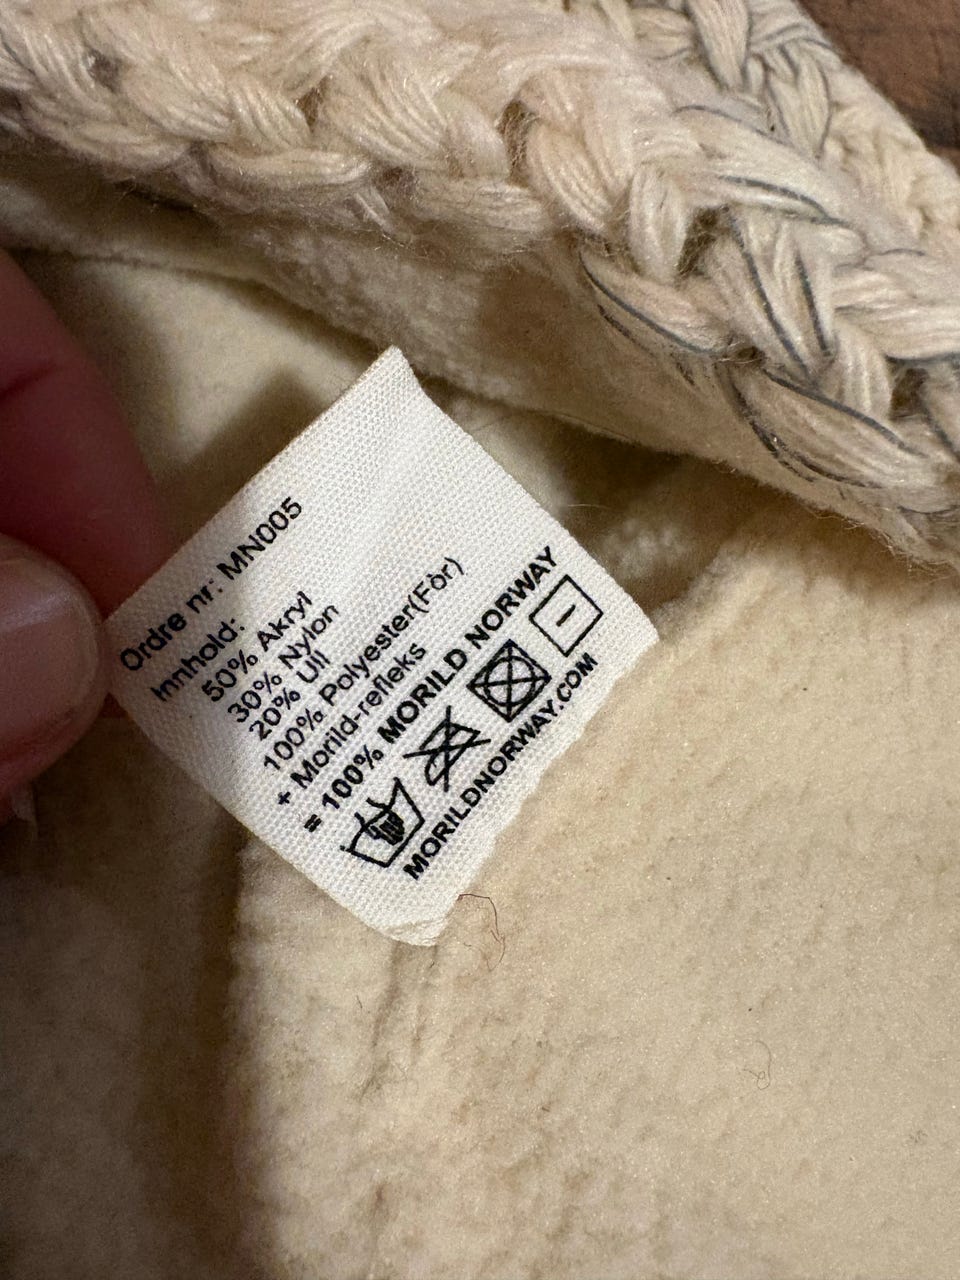 Ordre nr: MN005
Innhold:
50% Akryl
30% Nylon
20% Ull
100% Polyester(Fòr)
+ Morild-refleks
= 100% MORILD NORWAY
MORILDNORWAY.COM